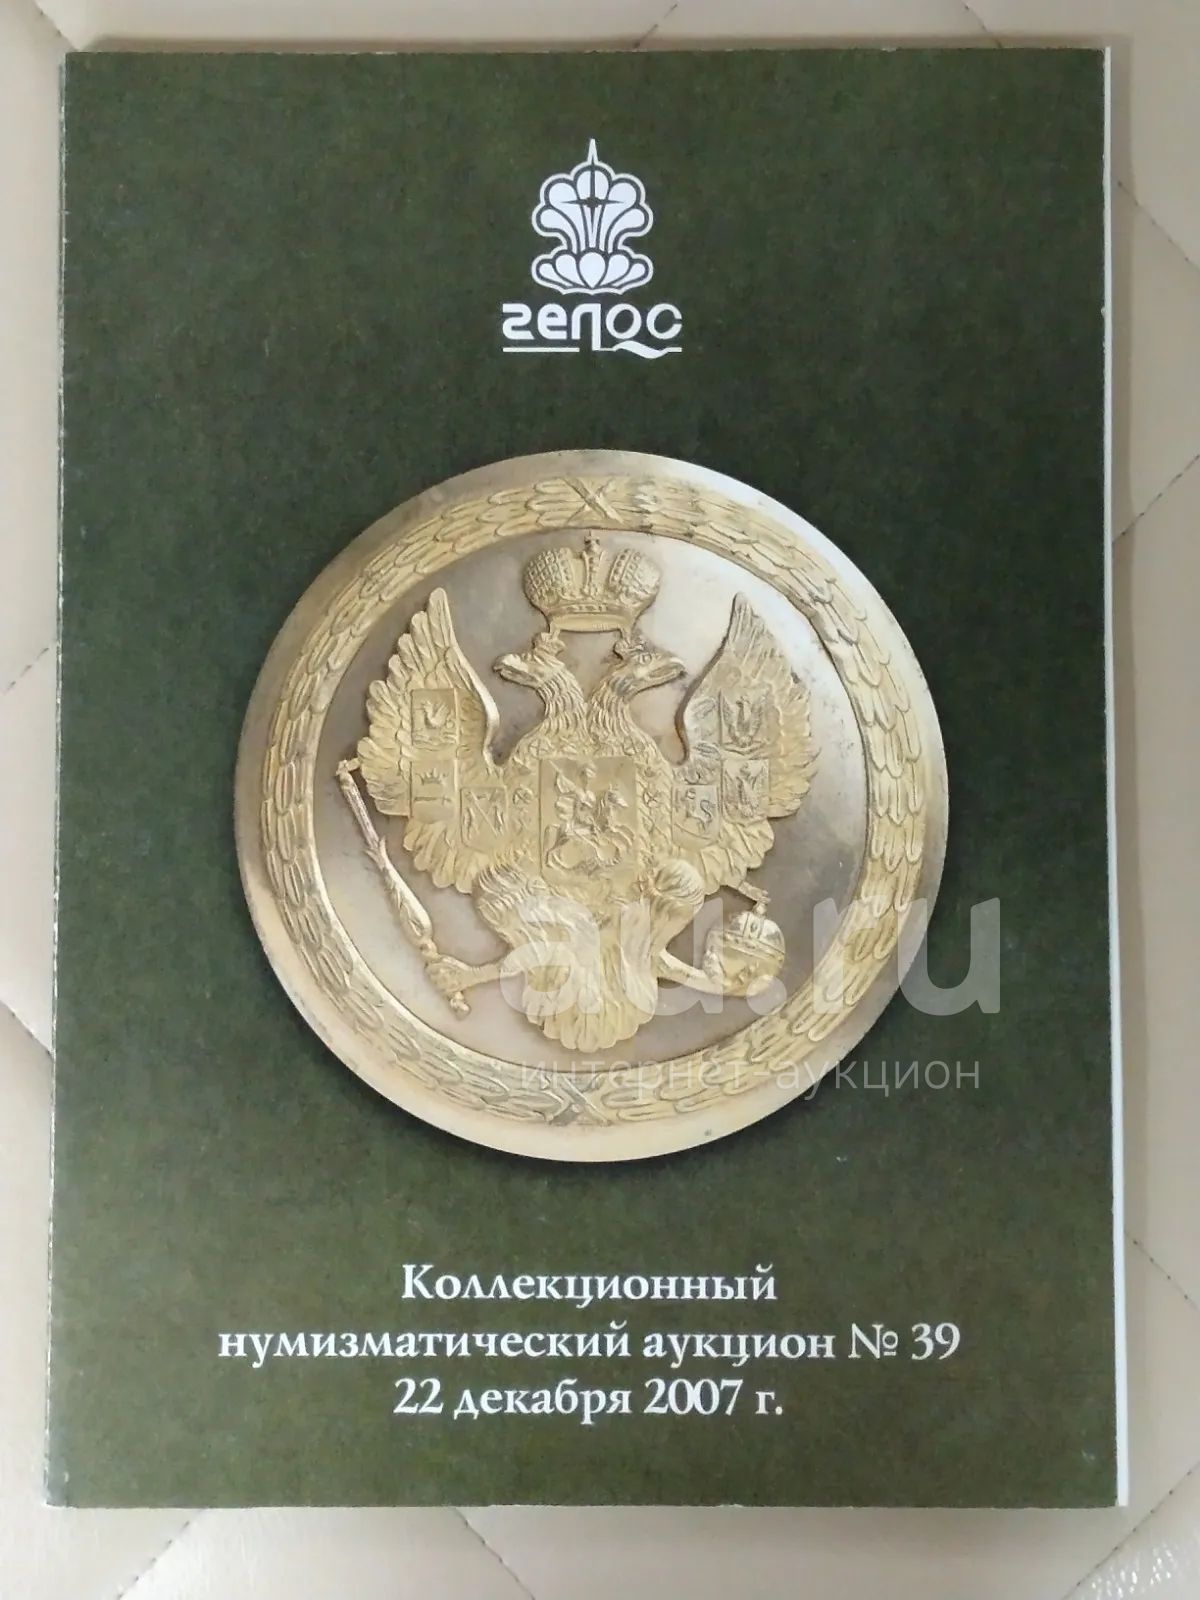 гелос
au.ru
интернет-аукцион
Коллекционный
нумизматический аукцион № 39
22 декабря 2007 г.